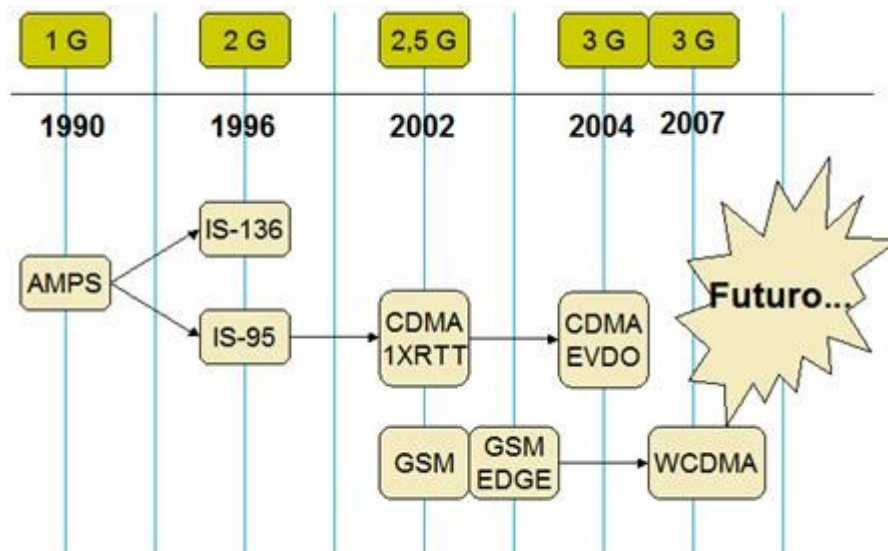 1 G
2 G
2,5 G
3 G
3 G
1990
1996
2002
2004
2007
IS-136
AMPS
IS-95
CDMA
1XRTT
CDMA
EVDO
Futuro...
GSM
GSM
EDGE
WCDMA